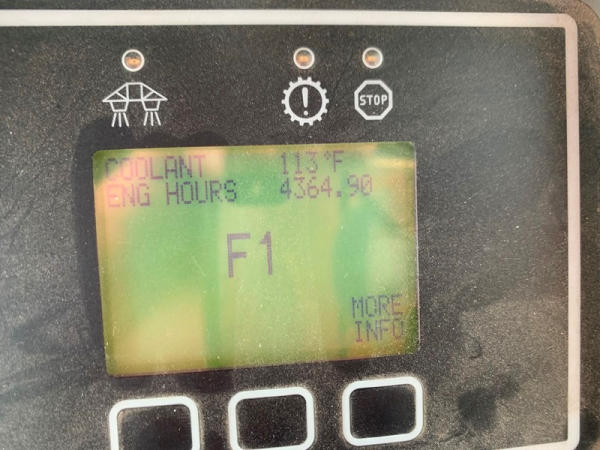 STOP
COOLANT 113°F
ENG HOURS 4364.90
F1
MORE
INFO